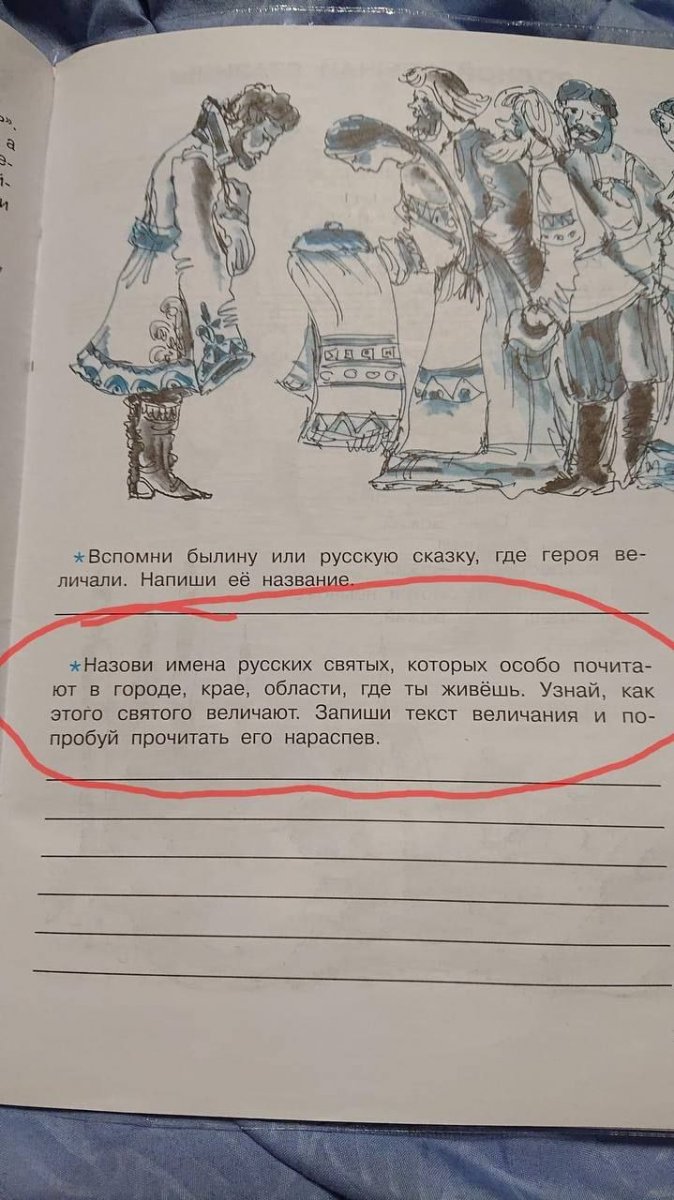 ».
а
а-
й-
и
*Вспомни былину или русскую сказку, где героя ве-
личали. Напиши её название.
*Назови имена русских святых, которых особо почита-
ют в городе, крае, области, где ты живёшь. Узнай, как
этого святого величают. Запиши текст величания и по-
пробуй прочитать его нараспев.